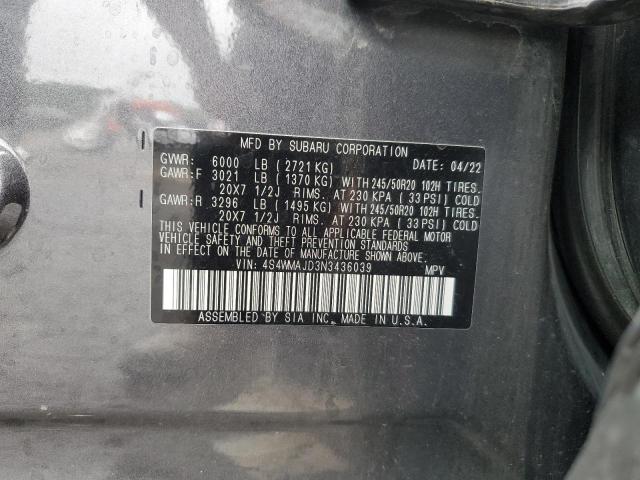 MFD BY SUBARU CORPORATION
GVWR: 6000 LB (2721 KG) DATE: 04/22
GAWR:F 3021 LB (1370 KG) WITH 245/50R20 102H TIRES.
20X7 1/2J RIMS. AT 230 KPA (33 PSI) COLD
GAWR:R 3296 LB (1495 KG) WITH 245/50R20 102H TIRES.
20X7 1/2J RIMS. AT 230 KPA (33 PSI) COLD
THIS VEHICLE CONFORMS TO ALL APPLICABLE FEDERAL MOTOR
VEHICLE SAFETY AND THEFT PREVENTION STANDARDS
IN EFFECT ON THE DATE OF MANUFACTURE SHOWN ABOVE.
VIN: 4S4WMAJD3N3436039 MPV
ASSEMBLED BY SIA INC. MADE IN U.S.A.